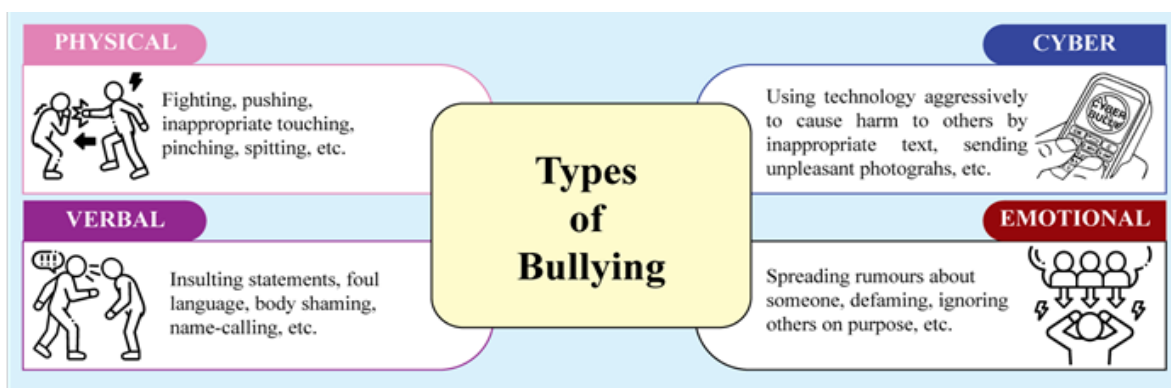 PHYSICAL
Fighting, pushing,
inappropriate touching,
pinching, spitting, etc.
CYBER
Using technology aggressively
to cause harm to others by
inappropriate text, sending
unpleasant photograhs, etc.
CYBER
BULLY
Types
of
Bullying
VERBAL
Insulting statements, foul
language, body shaming,
name-calling, etc.
EMOTIONAL
Spreading rumours about
someone, defaming, ignoring
others on purpose, etc.